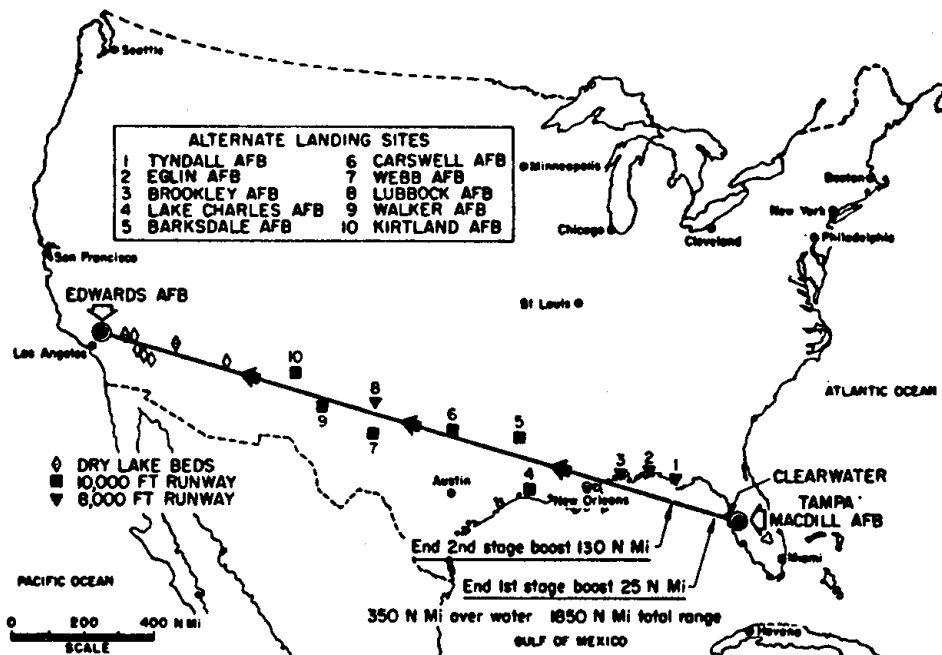 Seattle
ALTERNATE LANDING SITES
1 TYNDALL AFB
2 EGLIN AFB
3 BROOKLEY AFB
4 LAKE CHARLES AFB
5 BARKSDALE AFB
6 CARSWELL AFB
7 WEBB AFB
8 LUBBOCK AFB
9 WALKER AFB
10 KIRTLAND AFB
Minneapolis
Boston
New York
Chicago
Cleveland
Philadelphia
San Francisco
EDWARDS AFB
St Louis
Los Angeles
10
8
9
7
6
5
4
3
2
1
ATLANTIC OCEAN
DRY LAKE BEDS
10,000 FT RUNWAY
8,000 FT RUNWAY
Austin
New Orleans
CLEARWATER
TAMPA
MACDILL AFB
Miami
End 2nd stage boost 130 N Mi
End 1st stage boost 25 N Mi
350 N Mi over water 1850 N Mi total range
PACIFIC OCEAN
0 200 400 N Mi
SCALE
GULF OF MEXICO
Havana